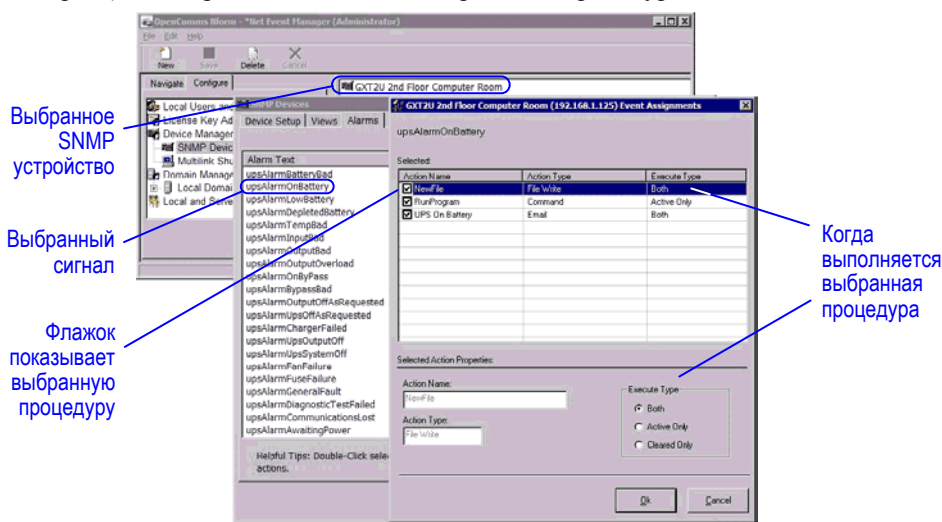 OpenComms Nform - *Net Event Manager (Administrator)
File Edit Help
New Save Delete Cancel
Navigate Configure
GXT2U 2nd Floor Computer Room
Local Users and
License Key Ad
Device Manager
SNMP Devic
Multilink Shu
Domain Manage
Local Domai
Local and Serve
SNMP Devices
Device Setup Views Alarms
Alarm Text
upsAlarmBatteryBad
upsAlarmOnBattery
upsAlarmLowBattery
upsAlarmDepletedBattery
upsAlarmTempBad
upsAlarmInputBad
upsAlarmOutputBad
upsAlarmOutputOverload
upsAlarmOnByPass
upsAlarmBypassBad
upsAlarmOutputOffAsRequested
upsAlarmUpsOffAsRequested
upsAlarmChargerFailed
upsAlarmUpsOutputOff
upsAlarmUpsSystemOff
upsAlarmFanFailure
upsAlarmFuseFailure
upsAlarmGeneralFault
upsAlarmDiagnosticTestFailed
upsAlarmCommunicationsLost
upsAlarmAwaitingPower
Helpful Tips: Double-Click sele
actions.
GXT2U 2nd Floor Computer Room (192.168.1.125) Event Assignments
upsAlarmOnBattery
Selected:
Action Name Action Type Execute Type
NewFile File Write Both
RunProgram Command Active Only
UPS On Battery Email Both
Selected Action Properties:
Action Name:
NewFile
Action Type:
File Write
Execute Type
Both
Active Only
Cleared Only
Ok Cancel
Выбранное
SNMP
устройство
Выбранный
сигнал
Флажок
показывает
выбранную
процедуру
Когда
выполняется
выбранная
процедура